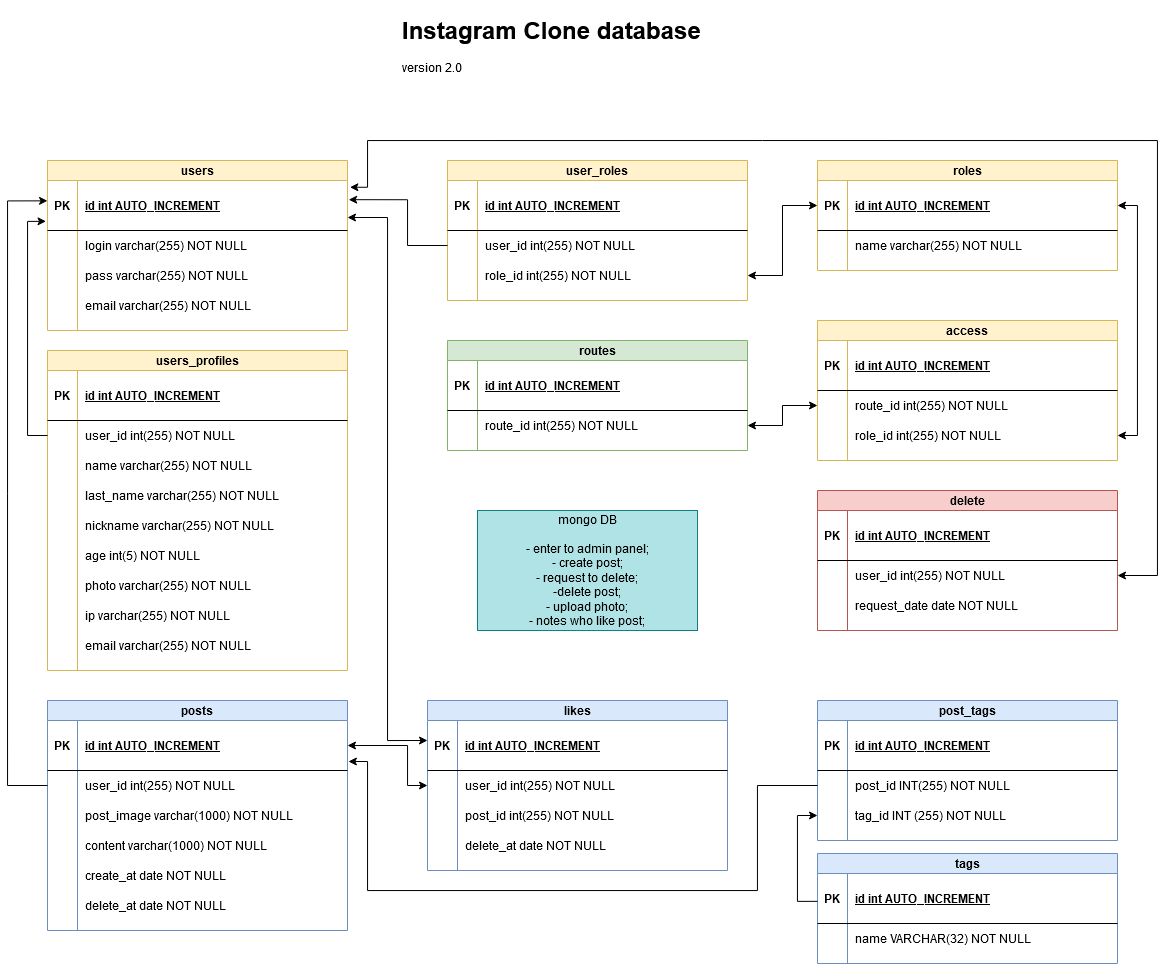 Instagram Clone database
version 2.0
users
PK id int AUTO_INCREMENT
login varchar(255) NOT NULL
pass varchar(255) NOT NULL
email varchar(255) NOT NULL
user_roles
PK id int AUTO_INCREMENT
user_id int(255) NOT NULL
role_id int(255) NOT NULL
roles
PK id int AUTO_INCREMENT
name varchar(255) NOT NULL
users_profiles
PK id int AUTO_INCREMENT
user_id int(255) NOT NULL
name varchar(255) NOT NULL
last_name varchar(255) NOT NULL
nickname varchar(255) NOT NULL
age int(5) NOT NULL
photo varchar(255) NOT NULL
ip varchar(255) NOT NULL
email varchar(255) NOT NULL
routes
PK id int AUTO_INCREMENT
route_id int(255) NOT NULL
access
PK id int AUTO_INCREMENT
route_id int(255) NOT NULL
role_id int(255) NOT NULL
mongo DB
- enter to admin panel;
- create post;
- request to delete;
-delete post;
- upload photo;
- notes who like post;
delete
PK id int AUTO_INCREMENT
user_id int(255) NOT NULL
request_date date NOT NULL
posts
PK id int AUTO_INCREMENT
user_id int(255) NOT NULL
post_image varchar(1000) NOT NULL
content varchar(1000) NOT NULL
create_at date NOT NULL
delete_at date NOT NULL
likes
PK id int AUTO_INCREMENT
user_id int(255) NOT NULL
post_id int(255) NOT NULL
delete_at date NOT NULL
post_tags
PK id int AUTO_INCREMENT
post_id INT(255) NOT NULL
tag_id INT (255) NOT NULL
tags
PK id int AUTO_INCREMENT
name VARCHAR(32) NOT NULL